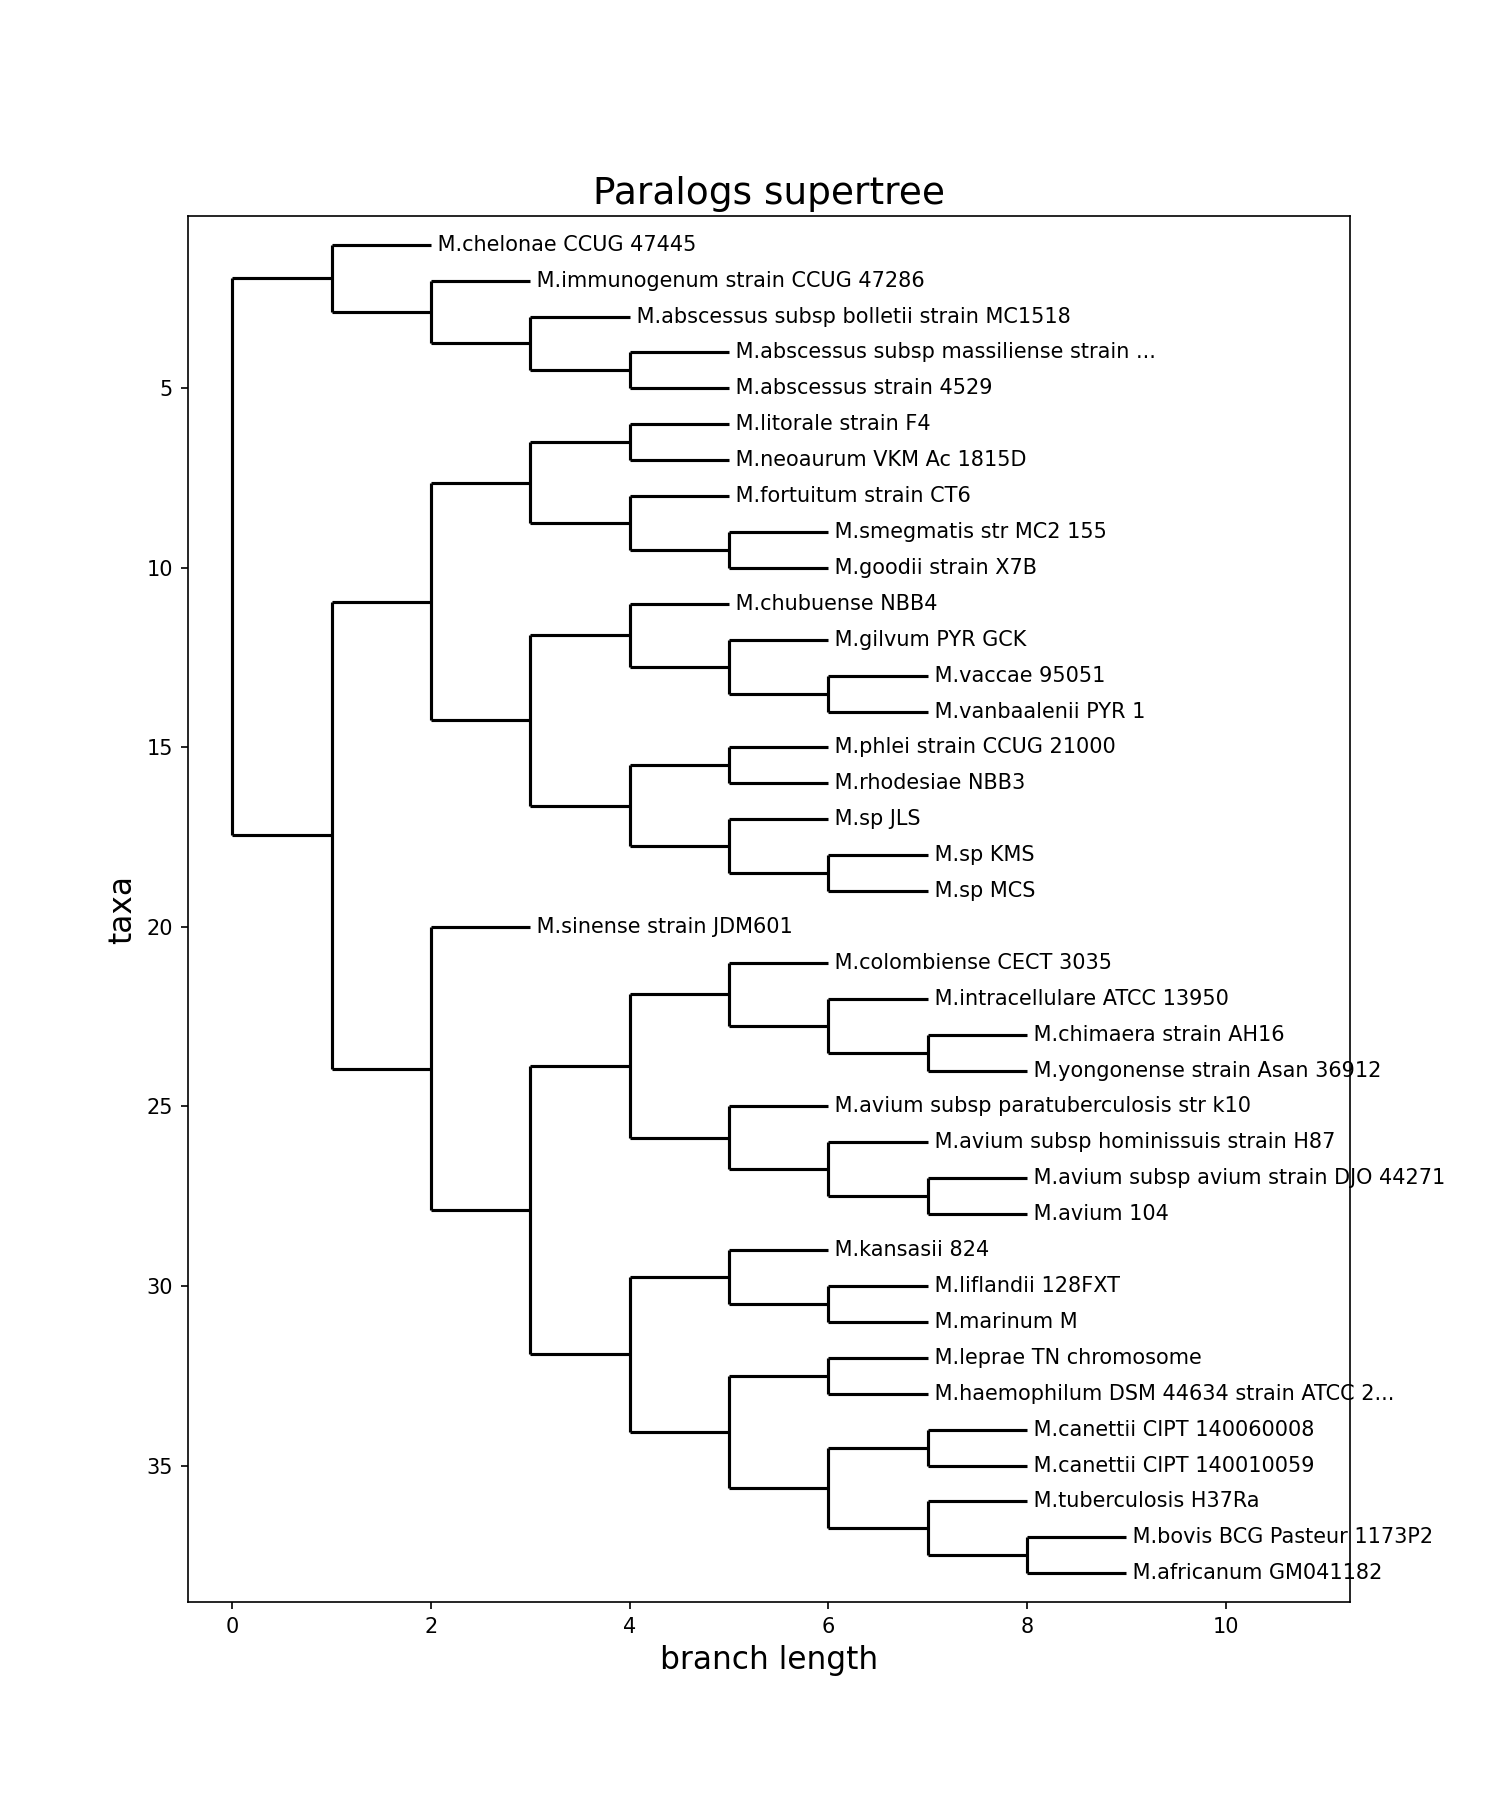 Paralogs supertree
M.chelonae CCUG 47445
M.immunogenum strain CCUG 47286
M.abscessus subsp bolletii strain MC1518
M.abscessus subsp massiliense strain ...
5
M.abscessus strain 4529
M.litorale strain F4
M.neoaurum VKM Ac 1815D
M.fortuitum strain CT6
M.smegmatis str MC2 155
10
M.goodii strain X7B
M.chubuense NBB4
M.gilvum PYR GCK
M.vaccae 95051
M.vanbaalenii PYR 1
15
M.phlei strain CCUG 21000
M.rhodesiae NBB3
M.sp JLS
M.sp KMS
M.sp MCS
taxa
20
M.sinense strain JDM601
M.colombiense CECT 3035
M.intracellulare ATCC 13950
M.chimaera strain AH16
M.yongonense strain Asan 36912
25
M.avium subsp paratuberculosis str k10
M.avium subsp hominissuis strain H87
M.avium subsp avium strain DJO 44271
M.avium 104
M.kansasii 824
30
M.liflandii 128FXT
M.marinum M
M.leprae TN chromosome
M.haemophilum DSM 44634 strain ATCC 2...
M.canettii CIPT 140060008
35
M.canettii CIPT 140010059
M.tuberculosis H37Ra
M.bovis BCG Pasteur 1173P2
M.africanum GM041182
0 2 4 6 8 10
branch length